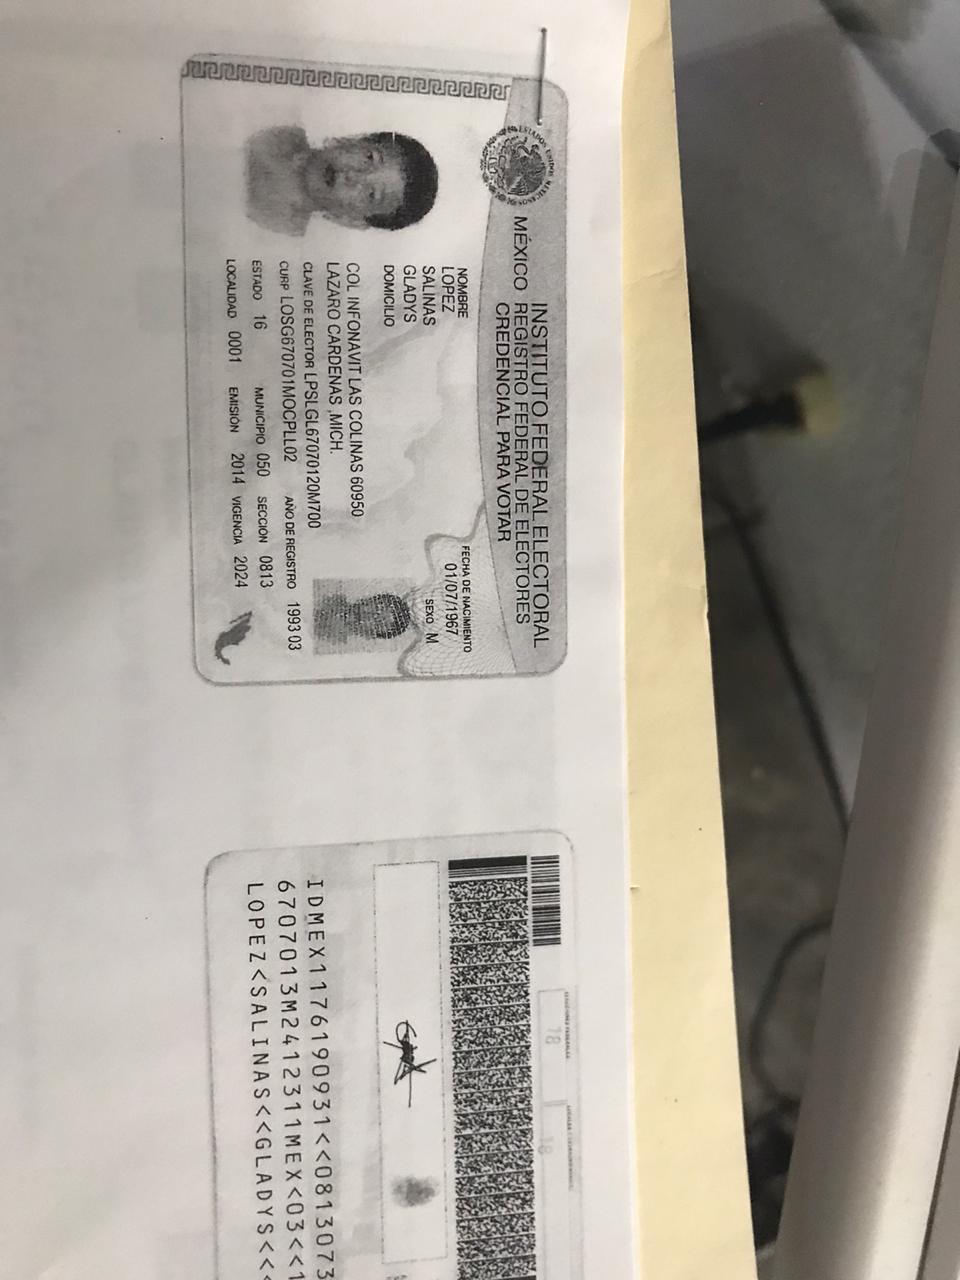 ESTADOS UNIDOS MEXICANOS
MÉXICO
INSTITUTO FEDERAL ELECTORAL
REGISTRO FEDERAL DE ELECTORES
CREDENCIAL PARA VOTAR
NOMBRE
LOPEZ
SALINAS
GLADYS
FECHA DE NACIMIENTO
01/07/1967
SEXO M
DOMICILIO
COL INFONAVIT LAS COLINAS 60950
LAZARO CARDENAS ,MICH.
CLAVE DE ELECTOR LPSLGL67070120M700
CURP LOSG670701MOCPLL02 AÑO DE REGISTRO 1993 03
ESTADO 16 MUNICIPIO 050 SECCIÓN 0813
LOCALIDAD 0001 EMISIÓN 2014 VIGENCIA 2024
18
18
IDMEX1176190931<<0813073
6707013M2412311MEX<03<<1
LOPEZ<SALINAS<<GLADYS<<<